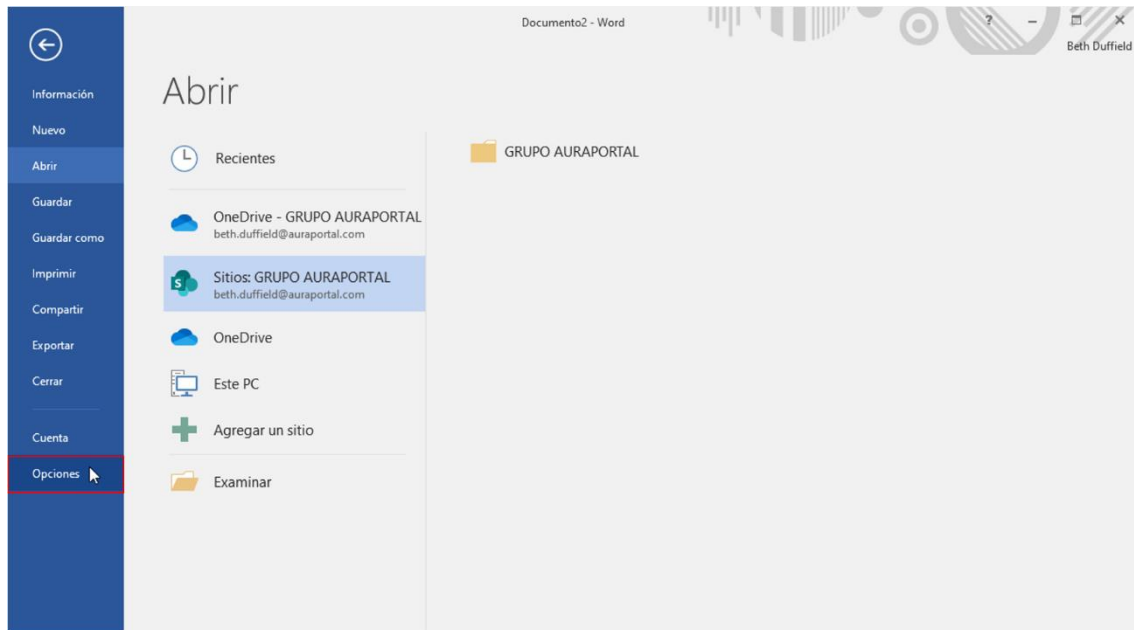 Documento2 - Word
?
Beth Duffield
Información
Nuevo
Abrir
Guardar
Guardar como
Imprimir
Compartir
Exportar
Cerrar
Cuenta
Opciones
Abrir
Recientes
OneDrive - GRUPO AURAPORTAL
beth.duffield@auraportal.com
S
Sitios: GRUPO AURAPORTAL
beth.duffield@auraportal.com
OneDrive
Este PC
Agregar un sitio
Examinar
GRUPO AURAPORTAL